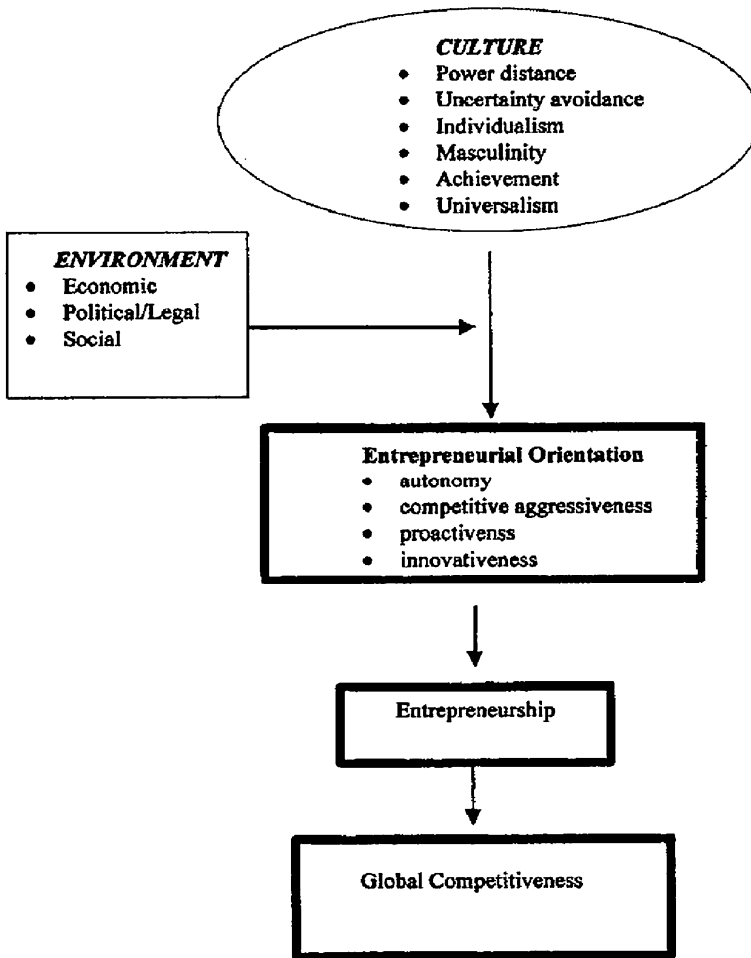 CULTURE
• Power distance
• Uncertainty avoidance
• Individualism
• Masculinity
• Achievement
• Universalism
ENVIRONMENT
• Economic
• Political/Legal
• Social
Entrepreneurial Orientation
• autonomy
• competitive aggressiveness
• proactivenss
• innovativeness
Entrepreneurship
Global Competitiveness